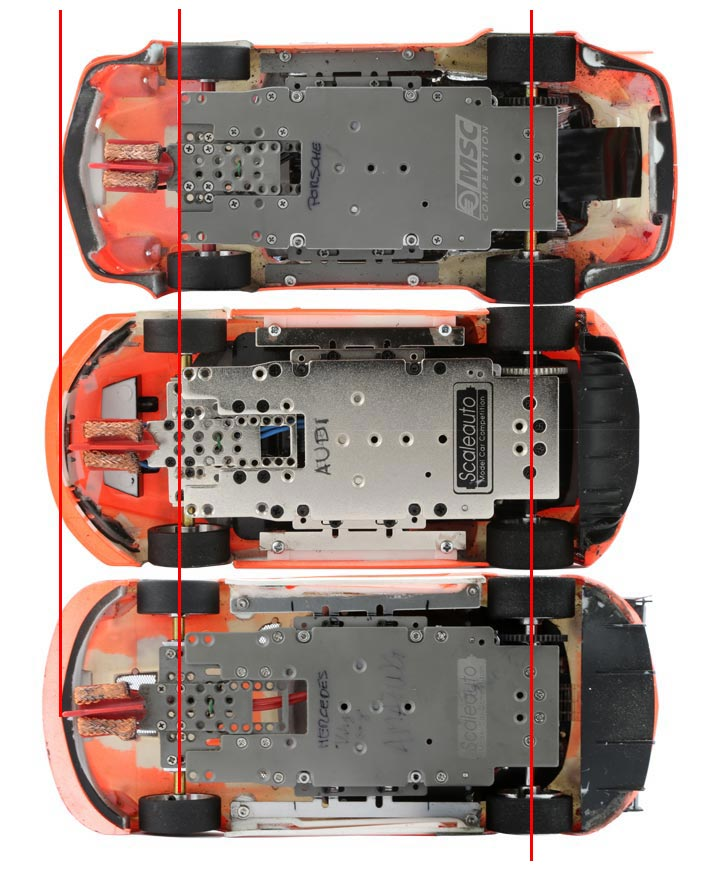 PORSCHE
MSC
COMPETITION
AUDI
Scaleauto
Model Car Competition
MERCEDES
Scaleauto